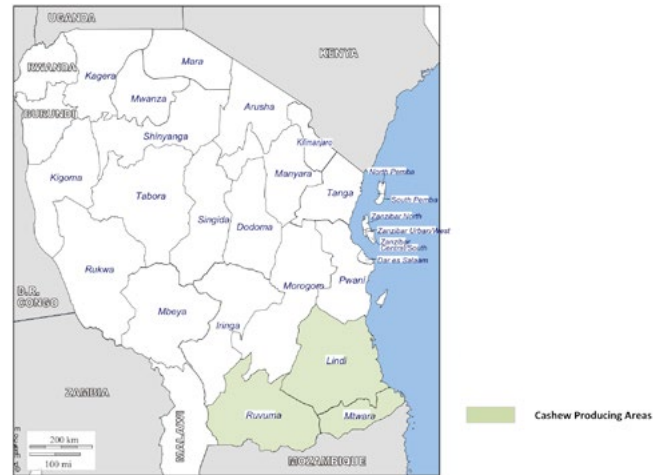 UGANDA
KENYA
RWANDA
Kagera
Mara
Mwanza
BURUNDI
Arusha
Shinyanga
Kilimanjaro
Kigoma
Manyara
North Pemba
Tabora
Tanga
South Pemba
Singida
Dodoma
Zanzibar North
Zanzibar Urban/West
Zanzibar
Central/South
Dar es Salaam
Rukwa
Pwani
Morogoro
D.R.
CONGO
Mbeya
Iringa
Lindi
ZAMBIA
Ruvuma
Mtwara
Cashew Producing Areas
MALAWI
200 km
100 mi
MOZAMBIQUE